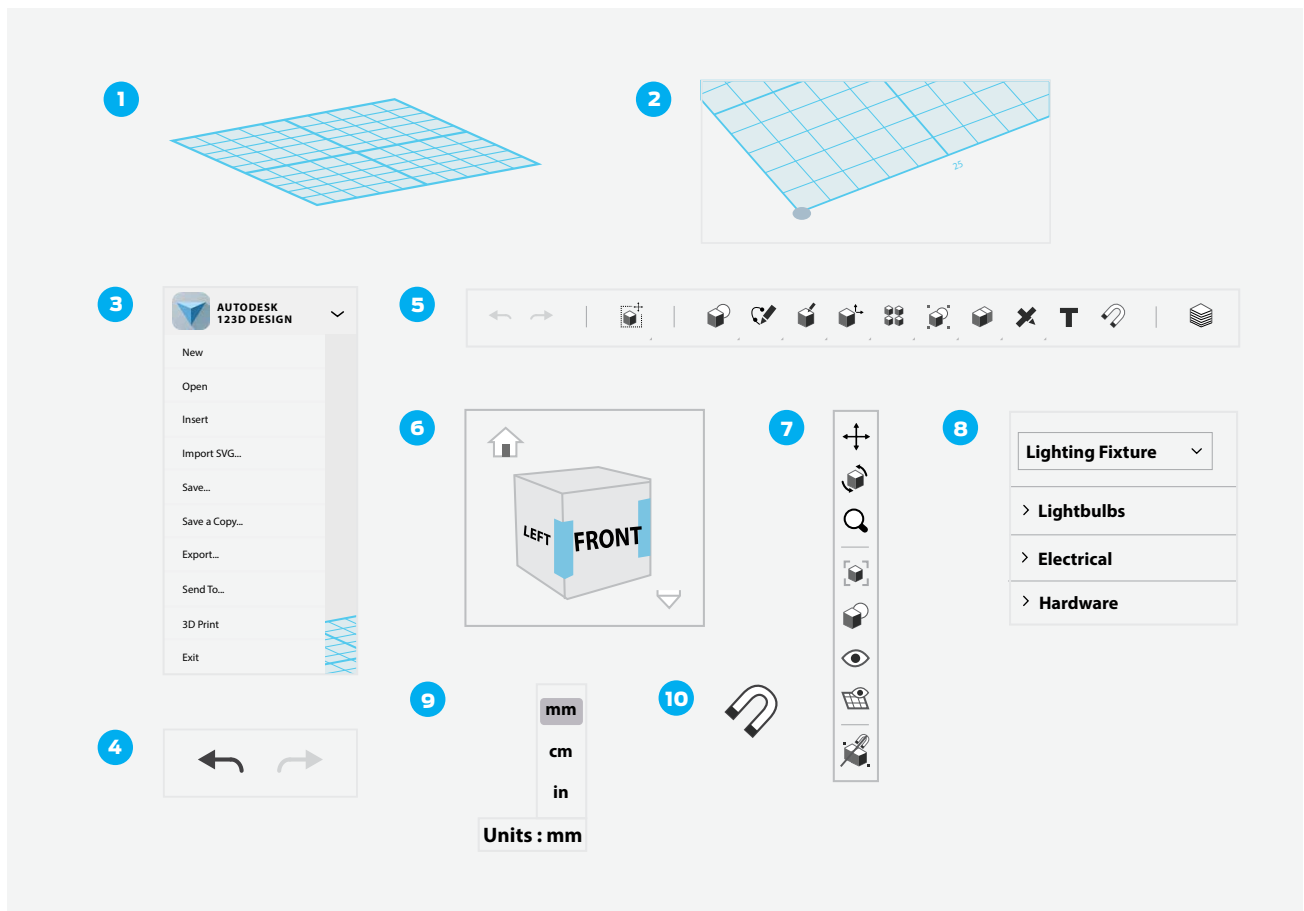 1
2
25
3
AUTODESK
123D DESIGN
New
Open
Insert
Import SVG...
Save...
Save a Copy...
Export...
Send To...
3D Print
Exit
4
5
T
6
LEFT
FRONT
7
8
Lighting Fixture
Lightbulbs
Electrical
Hardware
9
mm
cm
in
Units : mm
10